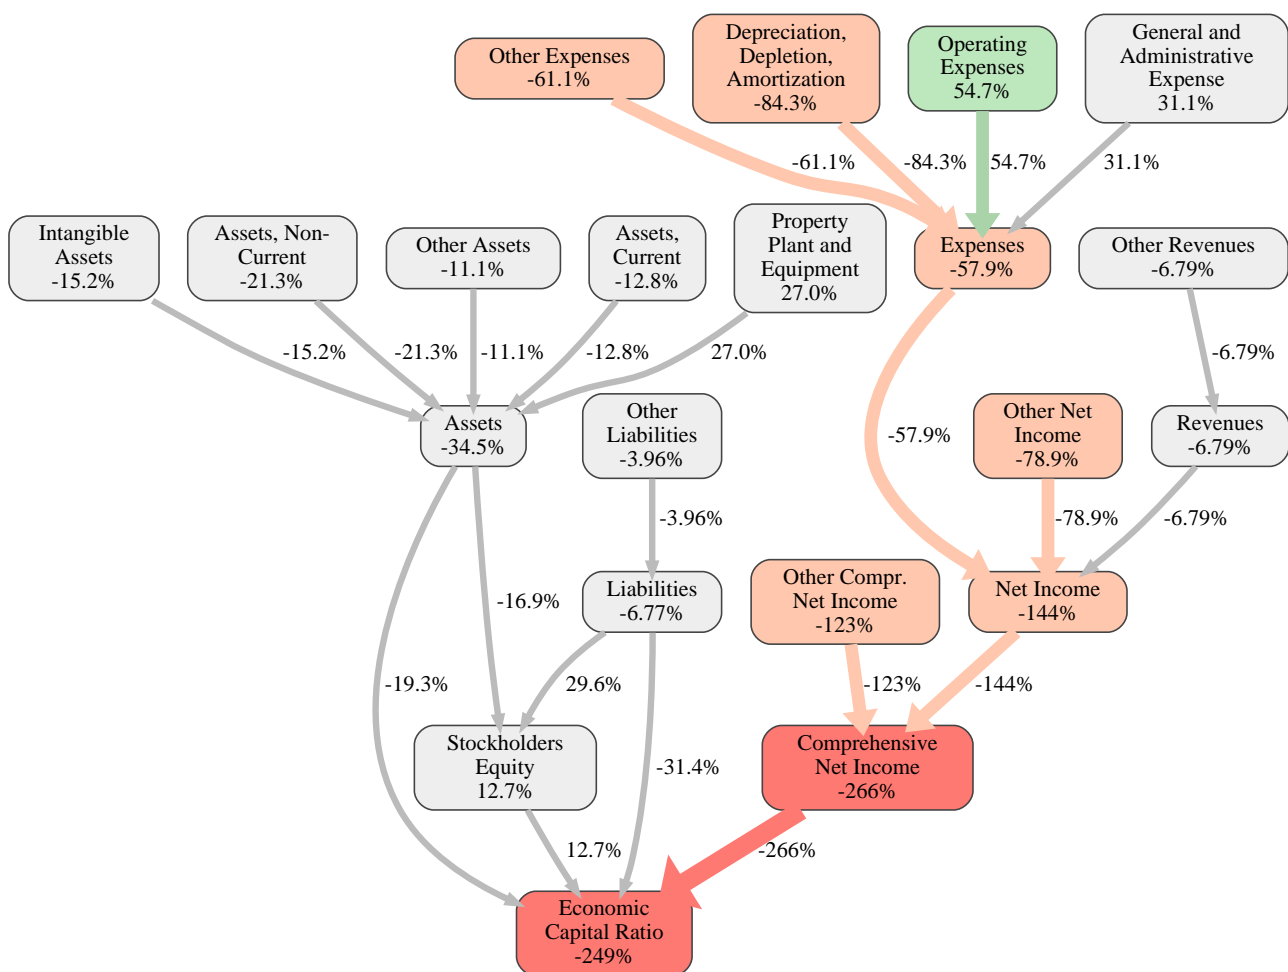 Other Expenses
-61.1%
Depreciation,
Depletion,
Amortization
-84.3%
Operating
Expenses
54.7%
General and
Administrative
Expense
31.1%
-61.1%
-84.3%
54.7%
31.1%
Intangible
Assets
-15.2%
Assets, Non-
Current
-21.3%
Other Assets
-11.1%
Assets,
Current
-12.8%
Property
Plant and
Equipment
27.0%
Expenses
-57.9%
Other Revenues
-6.79%
-15.2%
-21.3%
-11.1%
-12.8%
27.0%
-6.79%
Assets
-34.5%
Other
Liabilities
-3.96%
-57.9%
Other Net
Income
-78.9%
Revenues
-6.79%
-3.96%
-78.9%
-6.79%
Liabilities
-6.77%
Other Compr.
Net Income
-123%
Net Income
-144%
-16.9%
-19.3%
29.6%
-123%
-144%
Stockholders
Equity
12.7%
-31.4%
Comprehensive
Net Income
-266%
12.7%
-266%
Economic
Capital Ratio
-249%